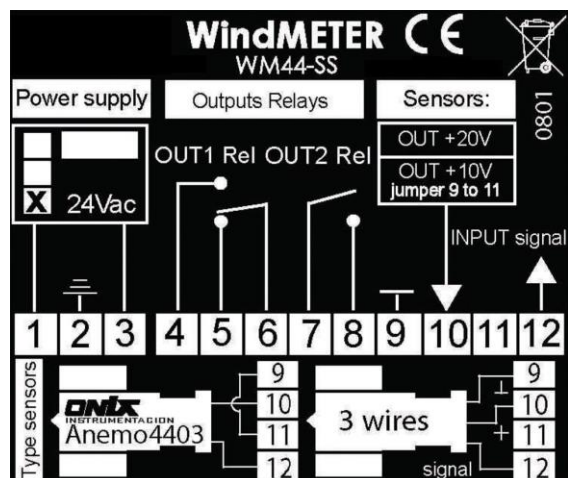 WindMETER CE
WM44-SS
Power supply
Outputs Relays
Sensors:
0801
OUT +20V
OUT +10V
jumper 9 to 11
OUT1 Rel OUT2 Rel
X 24Vac
INPUT signal
1 2 3 4 5 6 7 8 9 10 11 12
Type sensors
ONIX
INSTRUMENTACION
Anemo4403
9
10
11
12
3 wires
signal
+
9
10
11
12